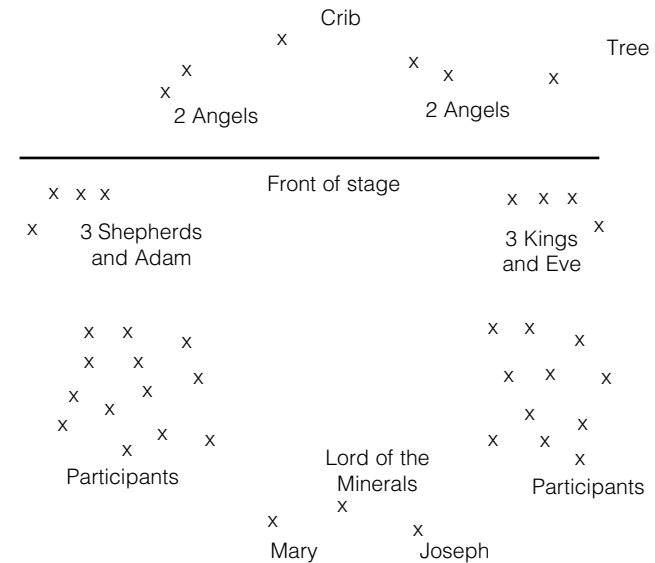 Crib
Tree
2 Angels
2 Angels
Front of stage
3 Shepherds
and Adam
3 Kings
and Eve
Participants
Lord of the
Minerals
Participants
Mary
Joseph